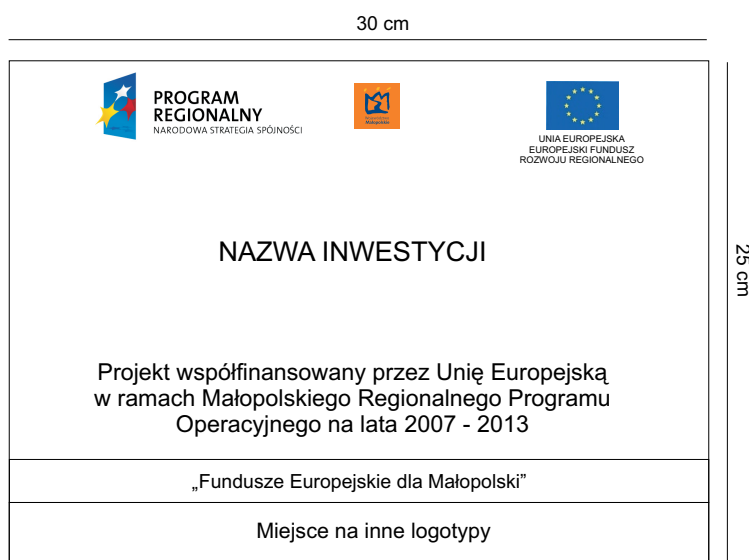 30 cm
PROGRAM
REGIONALNY
NARODOWA STRATEGIA SPÓJNOŚCI
Małopolska
UNIA EUROPEJSKA
EUROPEJSKI FUNDUSZ
ROZWOJU REGIONALNEGO
25 cm
NAZWA INWESTYCJI
Projekt współfinansowany przez Unię Europejską
w ramach Małopolskiego Regionalnego Programu
Operacyjnego na lata 2007 - 2013
„Fundusze Europejskie dla Małopolski”
Miejsce na inne logotypy